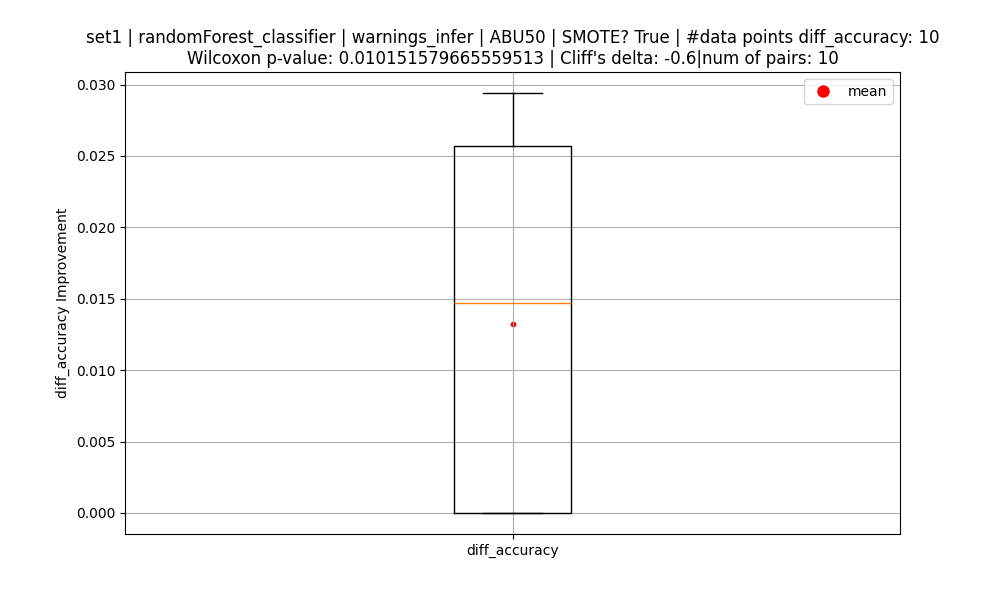 set1 | randomForest_classifier | warnings_infer | ABU50 | SMOTE? True | #data points diff_accuracy: 10
Wilcoxon p-value: 0.010151579665559513 | Cliff's delta: -0.6|num of pairs: 10
mean
0.030
0.025
0.020
0.015
0.010
0.005
0.000
diff_accuracy Improvement
diff_accuracy